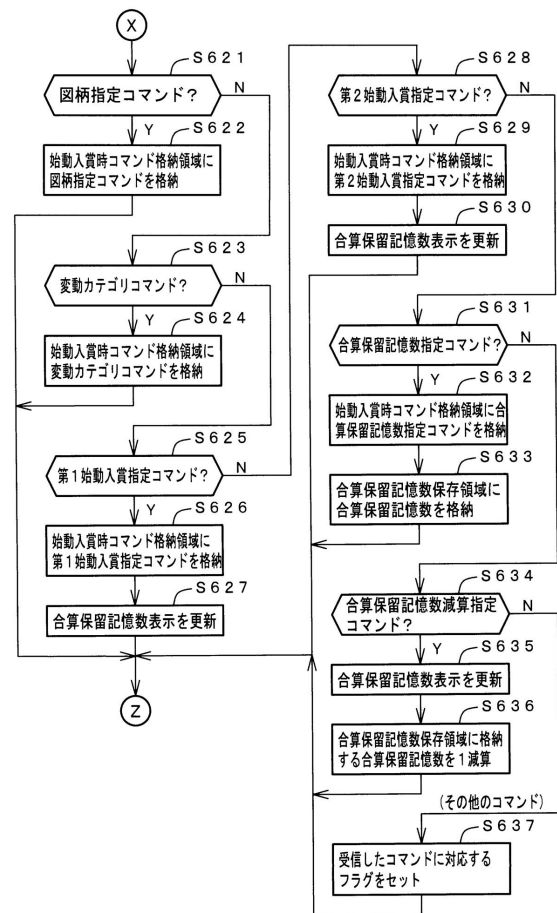 X
S621
図柄指定コマンド?
N
Y
S622
始動入賞時コマンド格納領域に
図柄指定コマンドを格納
S623
変動カテゴリコマンド?
N
Y
S624
始動入賞時コマンド格納領域に
変動カテゴリコマンドを格納
S625
第1始動入賞指定コマンド?
N
Y
S626
始動入賞時コマンド格納領域に
第1始動入賞指定コマンドを格納
S627
合算保留記憶数表示を更新
Z
S628
第2始動入賞指定コマンド?
N
Y
S629
始動入賞時コマンド格納領域に
第2始動入賞指定コマンドを格納
S630
合算保留記憶数表示を更新
S631
合算保留記憶数指定コマンド?
N
Y
S632
始動入賞時コマンド格納領域に合
算保留記憶数指定コマンドを格納
S633
合算保留記憶数保存領域に
合算保留記憶数を格納
S634
合算保留記憶数減算指定
コマンド?
N
Y
S635
合算保留記憶数表示を更新
S636
合算保留記憶数保存領域に格納
する合算保留記憶数を1減算
(その他のコマンド)
S637
受信したコマンドに対応する
フラグをセット